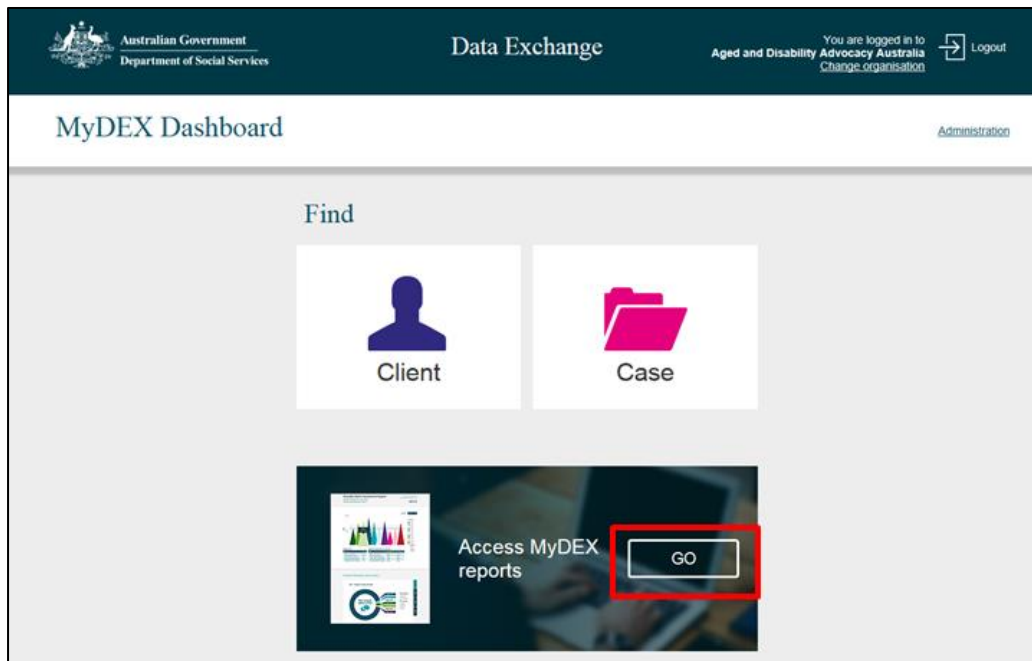 Australian Government
Department of Social Services
Data Exchange
You are logged in to
Aged and Disability Advocacy Australia
Change organisation
Logout
MyDEX Dashboard
Administration
Find
Client
Case
Access MyDEX
reports
GO